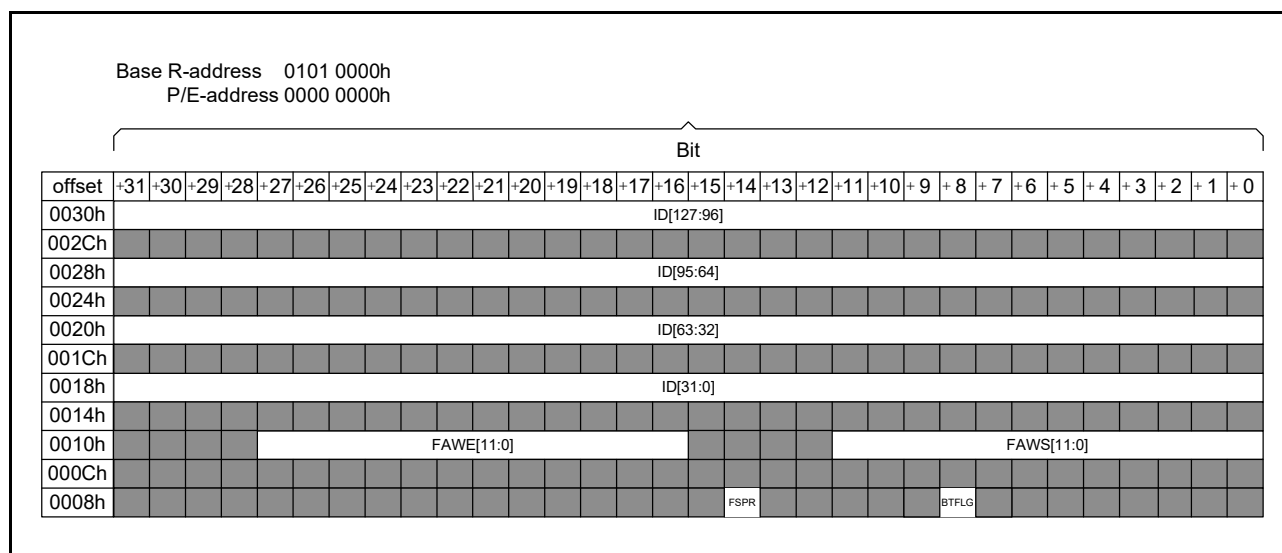 Base R-address 0101 0000h
P/E-address 0000 0000h
Bit
offset +31 +30 +29 +28 +27 +26 +25 +24 +23 +22 +21 +20 +19 +18 +17 +16 +15 +14 +13 +12 +11 +10 + 9 + 8 + 7 +6 + 5 + 4 + 3 + 2 + 1 + 0
0030h ID[127:96]
002Ch
0028h ID[95:64]
0024h
0020h ID[63:32]
001Ch
0018h ID[31:0]
0014h
0010h FAWE[11:0] FAWS[11:0]
000Ch
0008h FSPR BTFLG